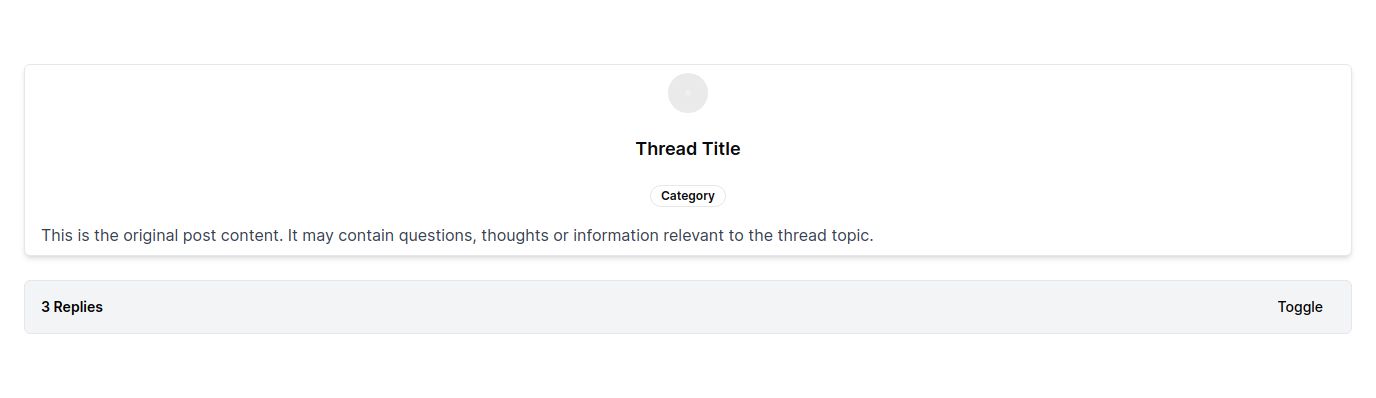 Thread Title
Category
This is the original post content. It may contain questions, thoughts or information relevant to the thread topic.
3 Replies
Toggle